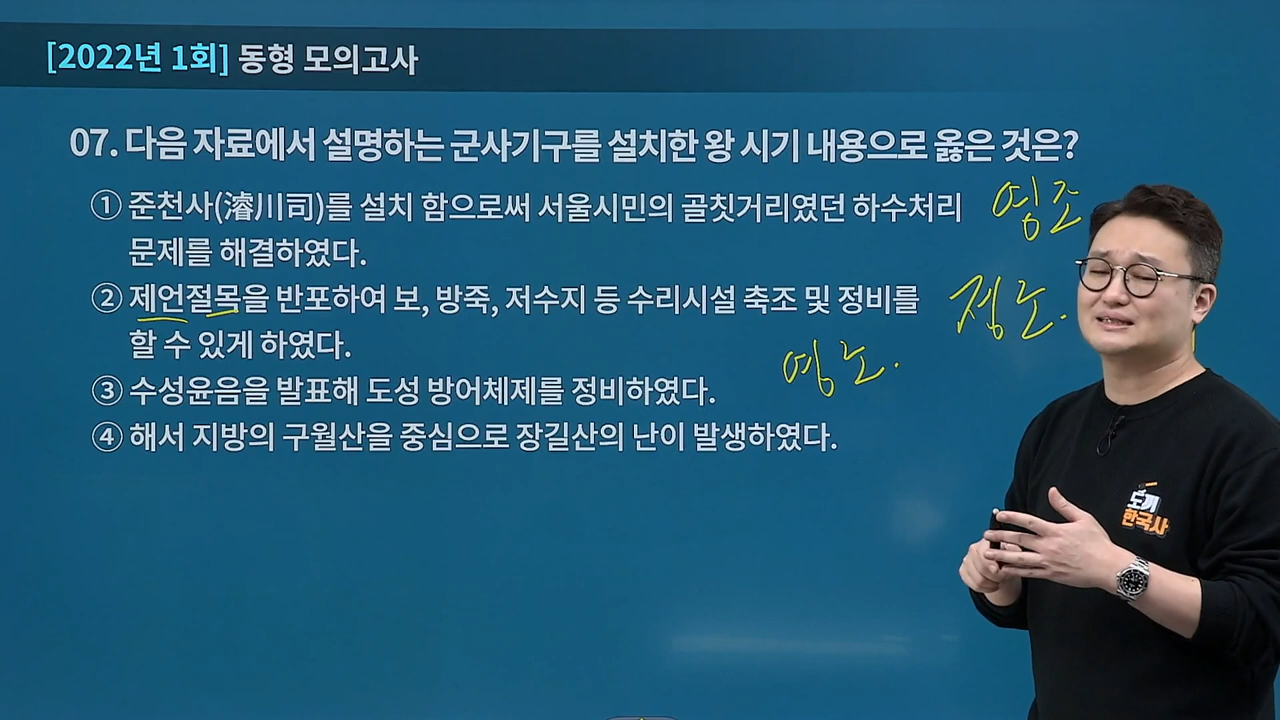 [2022년 1회] 동형 모의고사
07. 다음 자료에서 설명하는 군사기구를 설치한 왕 시기 내용으로 옳은 것은?
① 준천사(濬川司)를 설치 함으로써 서울시민의 골칫거리였던 하수처리 영조
문제를 해결하였다.
② 제언절목을 반포하여 보, 방죽, 저수지 등 수리시설 축조 및 정비를 정조.
할 수 있게 하였다.
영조.
③ 수성윤음을 발표해 도성 방어체제를 정비하였다.
④ 해서 지방의 구월산을 중심으로 장길산의 난이 발생하였다.
도끼
한국사